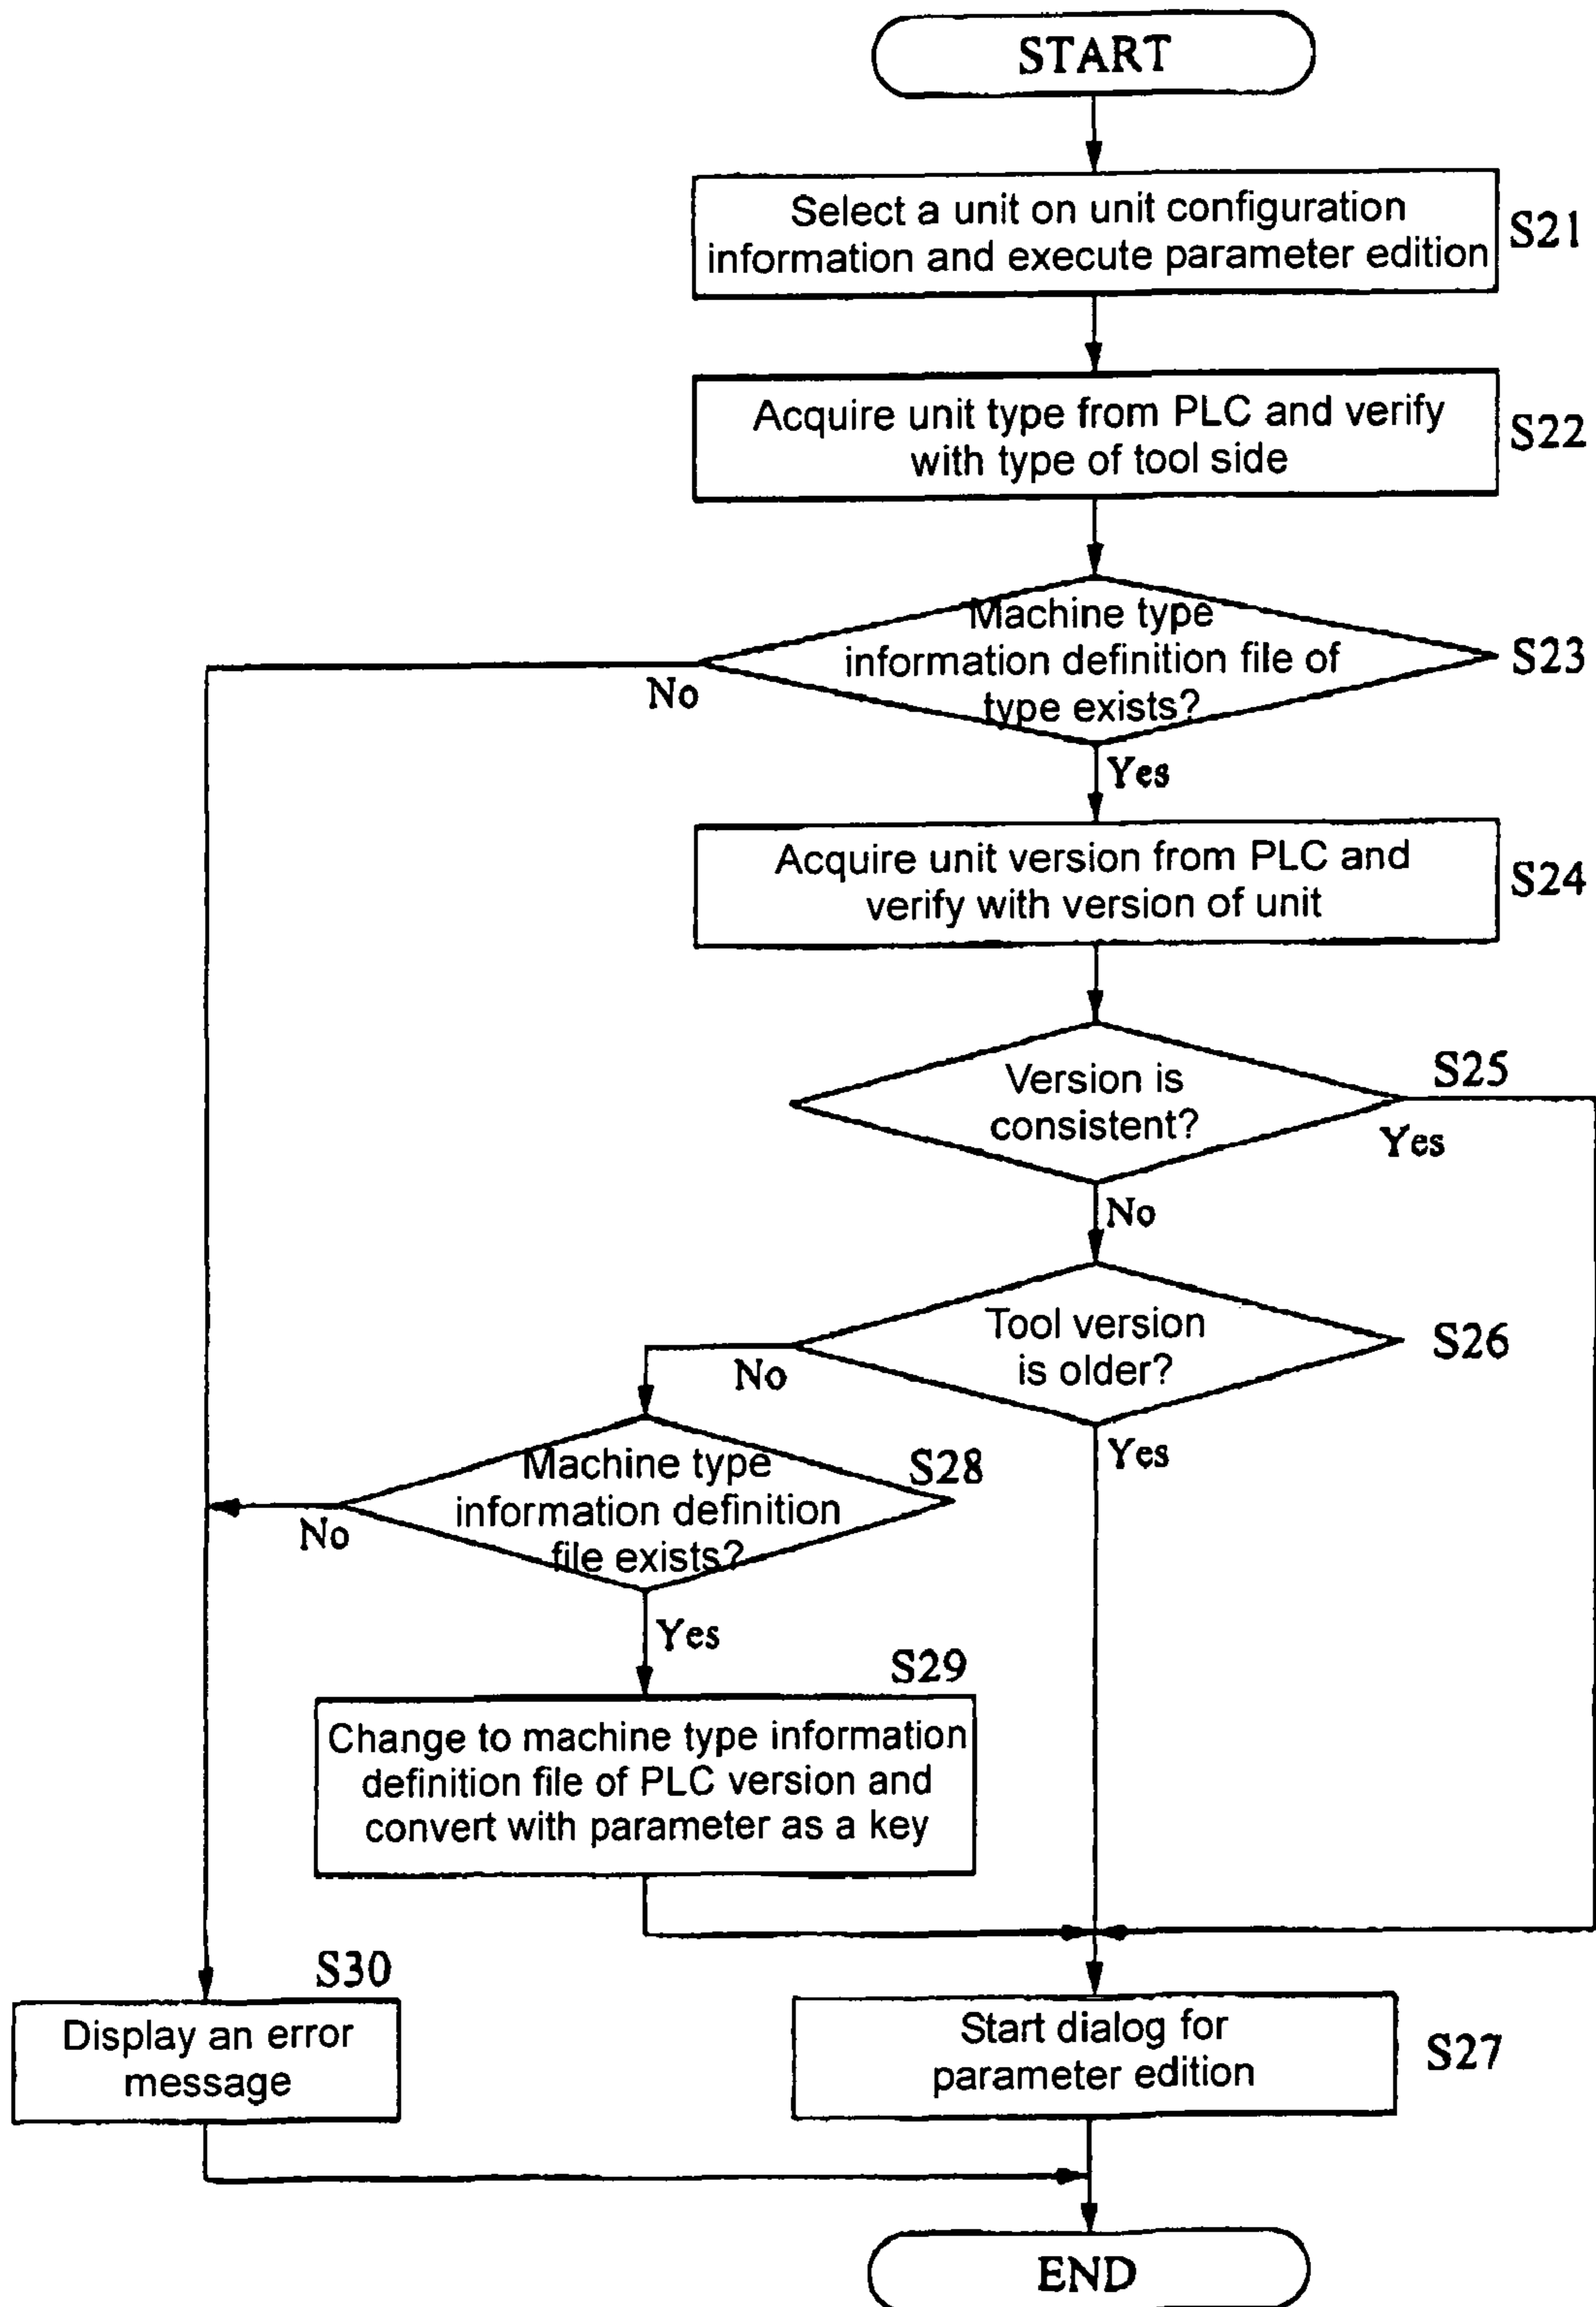 START
Select a unit on unit configuration
information and execute parameter edition
S21
Acquire unit type from PLC and verify
with type of tool side
S22
Machine type
information definition file of
type exists?
S23
No
Yes
Acquire unit version from PLC and
verify with version of unit
S24
Version is
consistent?
S25
Yes
No
Tool version
is older?
S26
No
Yes
Machine type
information definition
file exists?
S28
No
Yes
S29
Change to machine type information
definition file of PLC version and
convert with parameter as a key
S30
Display an error
message
Start dialog for
parameter edition
S27
END